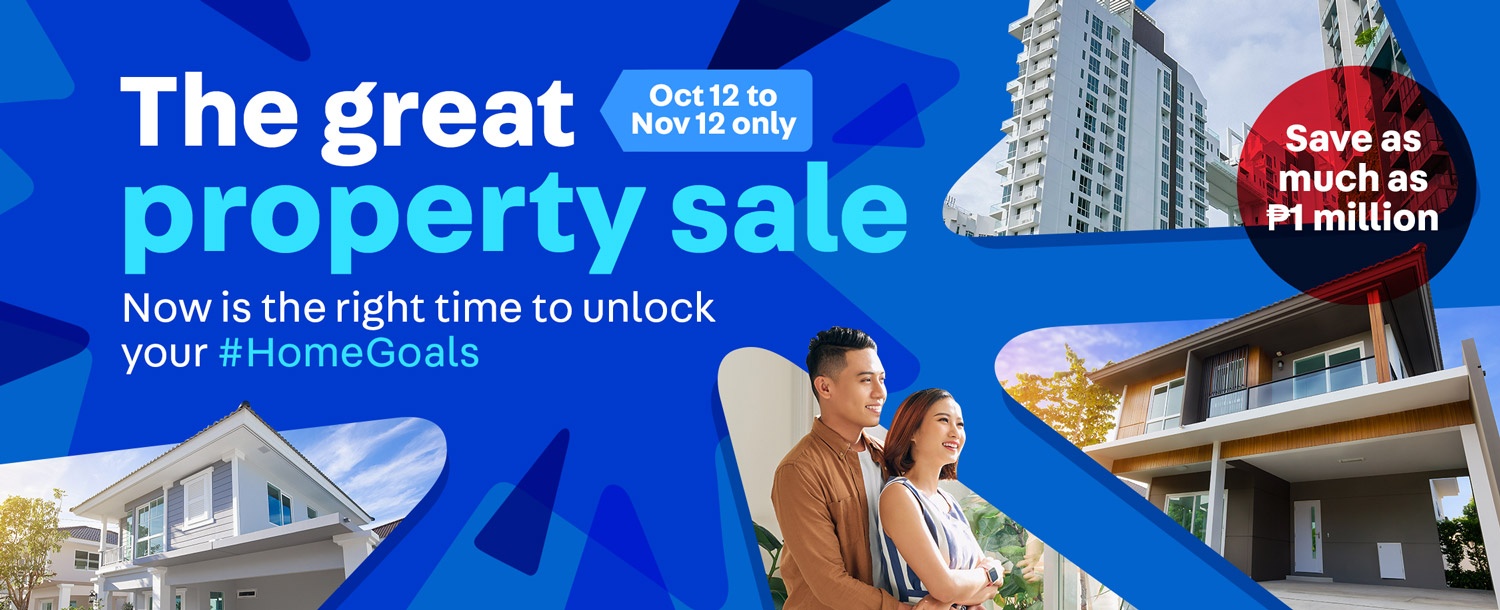 The great
Oct 12 to
Nov 12 only
property sale
Now is the right time to unlock
your #HomeGoals
Save as
much as
₱1 million